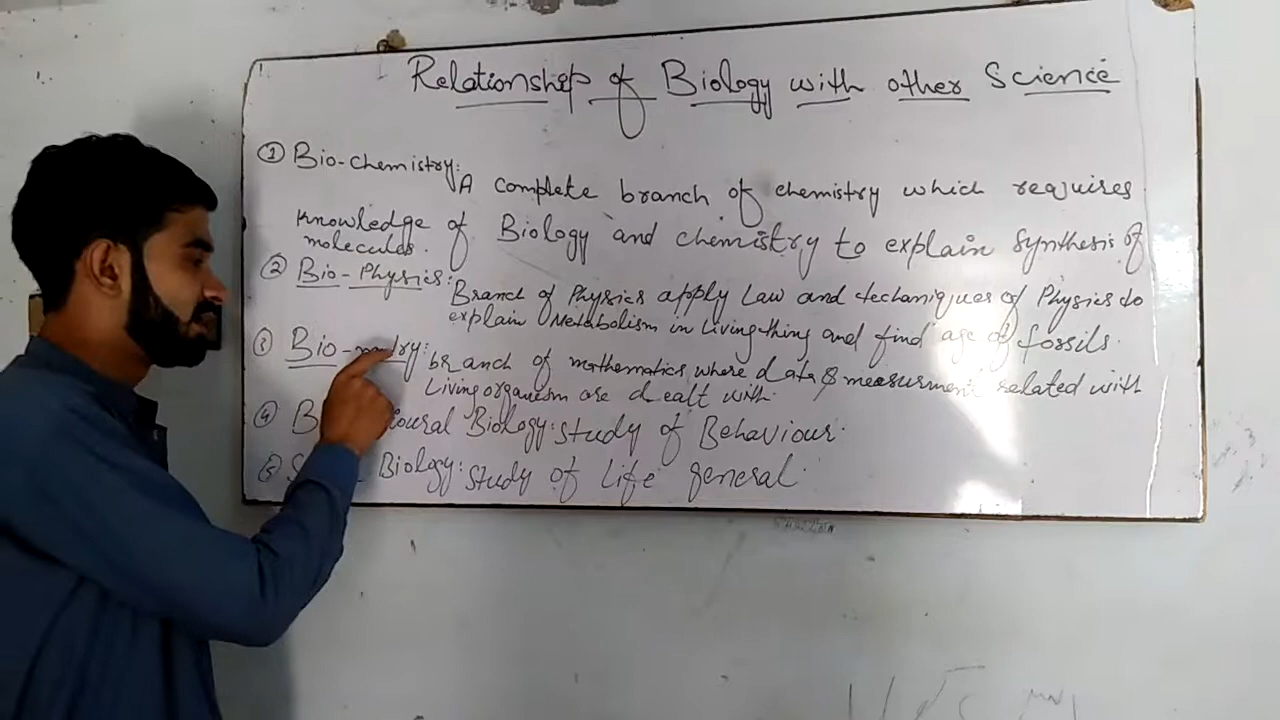 Relationship of Biology with other Science
① Bio-chemistry: A complete branch of chemistry which requires
knowledge of Biology and chemistry to explain synthesis of
molecules.
② Bio-Physics: Branch of Physics apply Law and techaniques of Physics to
explain Metabolism in Living thing and find age of fossils.
③ Bio- branch of mathematics where data & measurment related with
Living organism are dealt with.
④ Biology: study of Behaviour.
⑤ Biology: study of Life general.